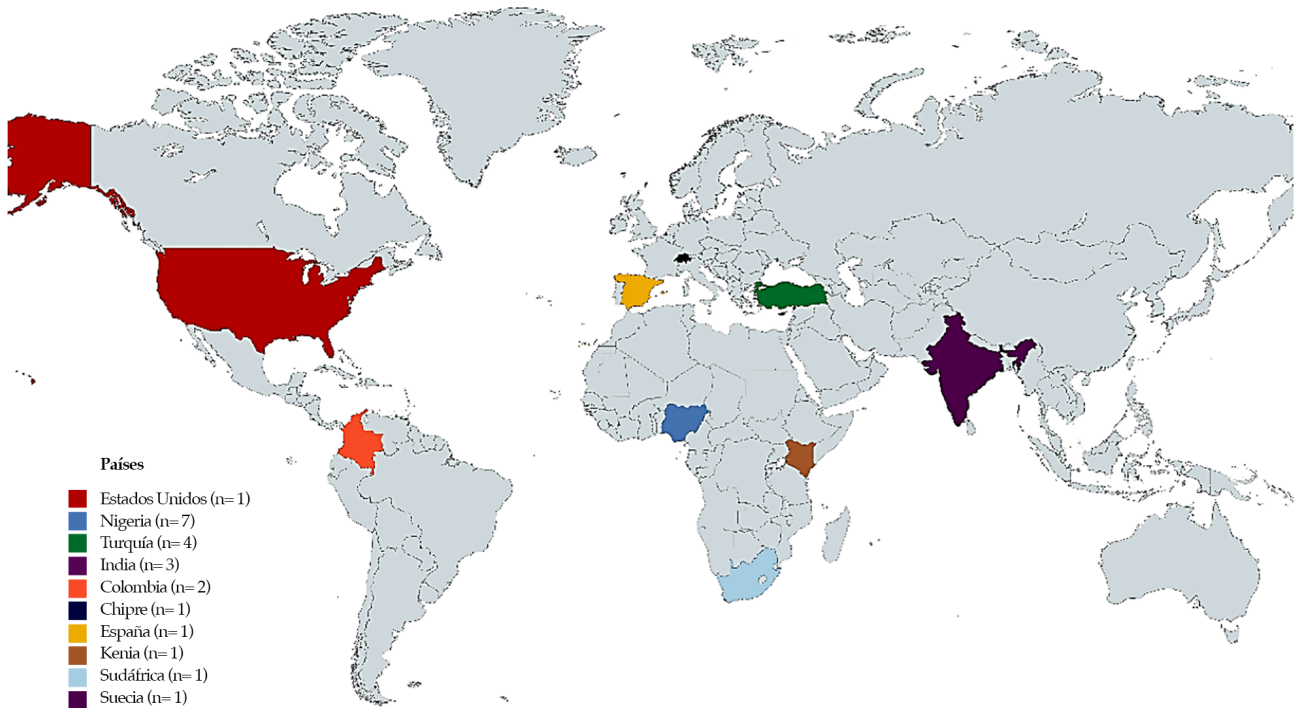 Países
Estados Unidos (n= 1)
Nigeria (n= 7)
Turquía (n= 4)
India (n= 3)
Colombia (n= 2)
Chipre (n= 1)
España (n= 1)
Kenia (n= 1)
Sudáfrica (n= 1)
Suecia (n= 1)